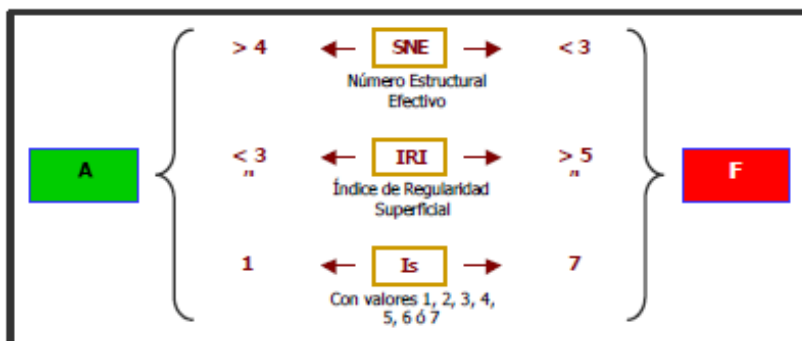 > 4 SNE < 3
Número Estructural
Efectivo
A < 3 IRI > 5 F
Índice de Regularidad
Superficial
1 Is 7
Con valores 1, 2, 3, 4,
5, 6 ó 7